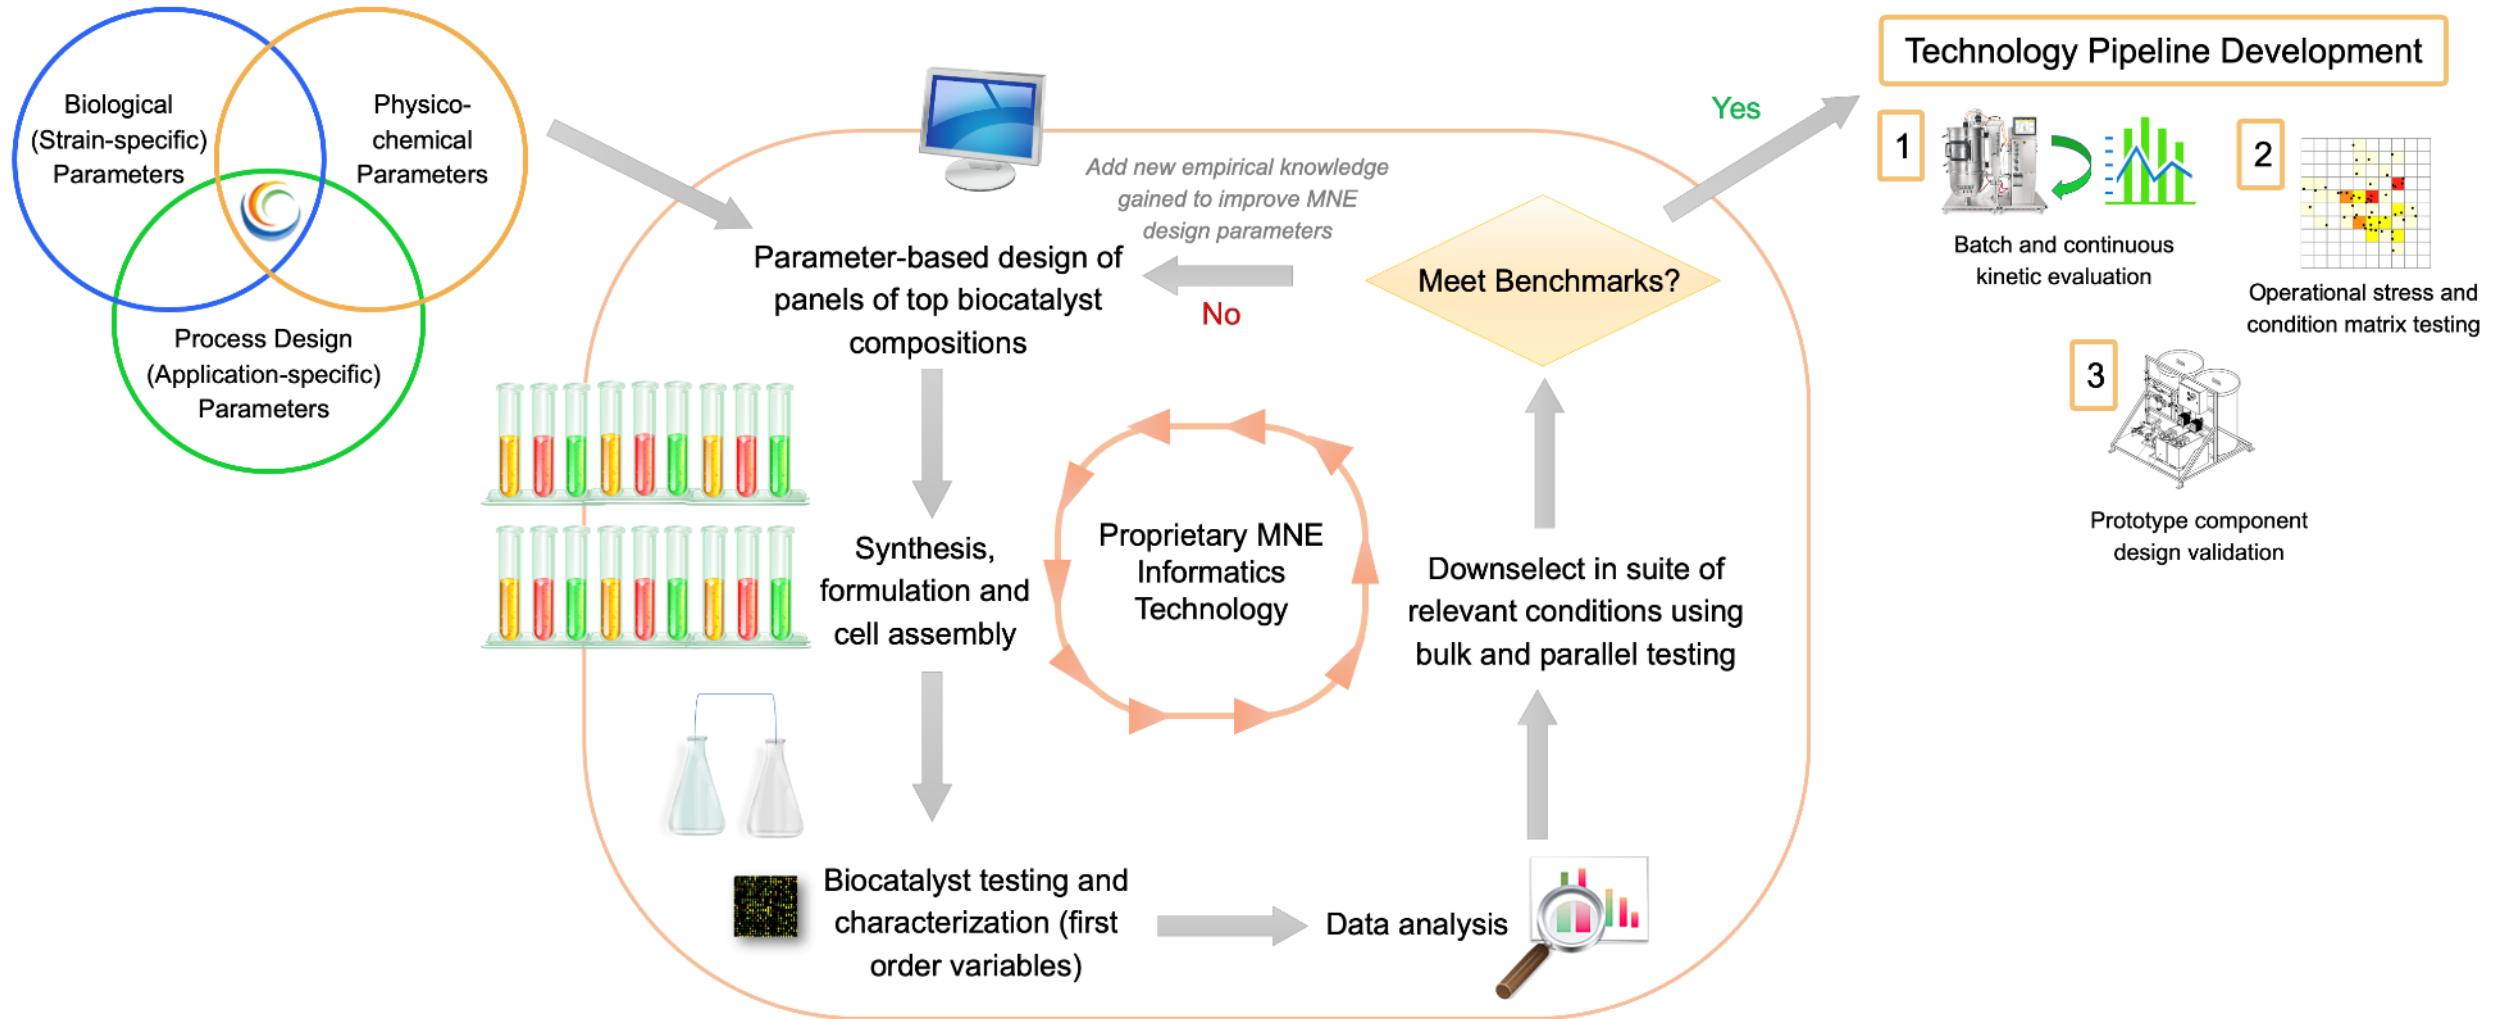 Biological
(Strain-specific)
Parameters
Physico-
chemical
Parameters
Process Design
(Application-specific)
Parameters
Parameter-based design of
panels of top biocatalyst
compositions
Add new empirical knowledge
gained to improve MNE
design parameters
No
Meet Benchmarks?
Yes
Synthesis,
formulation and
cell assembly
Proprietary MNE
Informatics
Technology
Downselect in suite of
relevant conditions using
bulk and parallel testing
Biocatalyst testing and
characterization (first
order variables)
Data analysis
Technology Pipeline Development
1
Batch and continuous
kinetic evaluation
2
Operational stress and
condition matrix testing
3
Prototype component
design validation